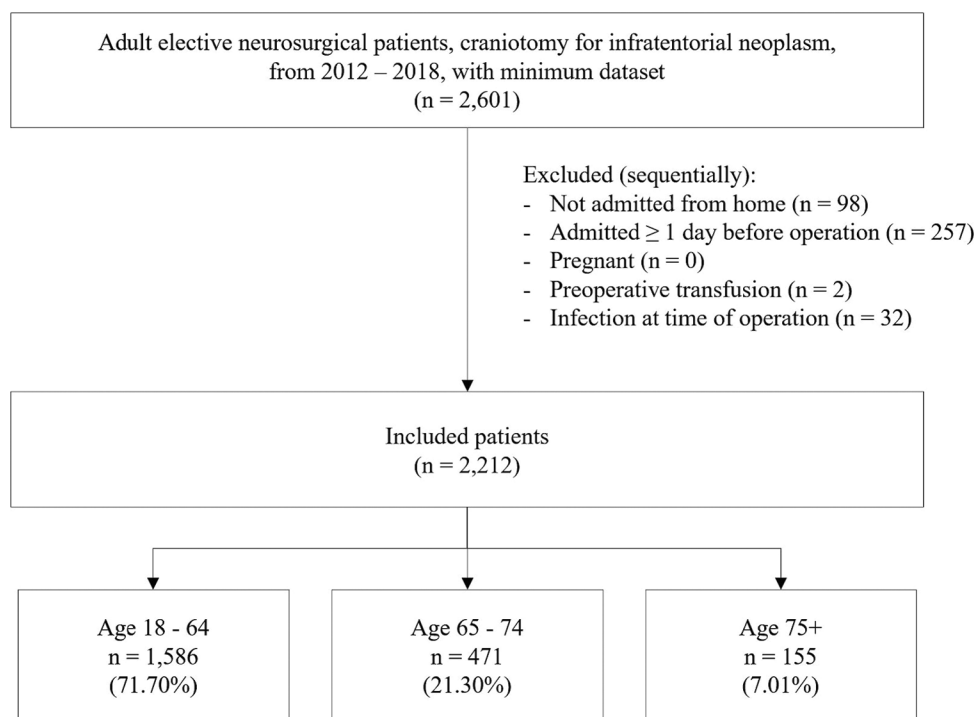 Adult elective neurosurgical patients, craniotomy for infratentorial neoplasm,
from 2012 – 2018, with minimum dataset
(n = 2,601)
Excluded (sequentially):
- Not admitted from home (n = 98)
- Admitted ≥ 1 day before operation (n = 257)
- Pregnant (n = 0)
- Preoperative transfusion (n = 2)
- Infection at time of operation (n = 32)
Included patients
(n = 2,212)
Age 18 - 64
n = 1,586
(71.70%)
Age 65 - 74
n = 471
(21.30%)
Age 75+
n = 155
(7.01%)